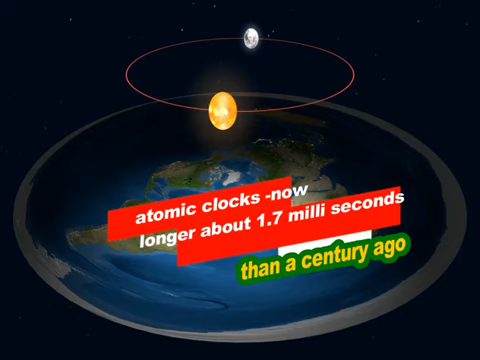 atomic clocks -now
longer about 1.7 milli seconds
than a century ago